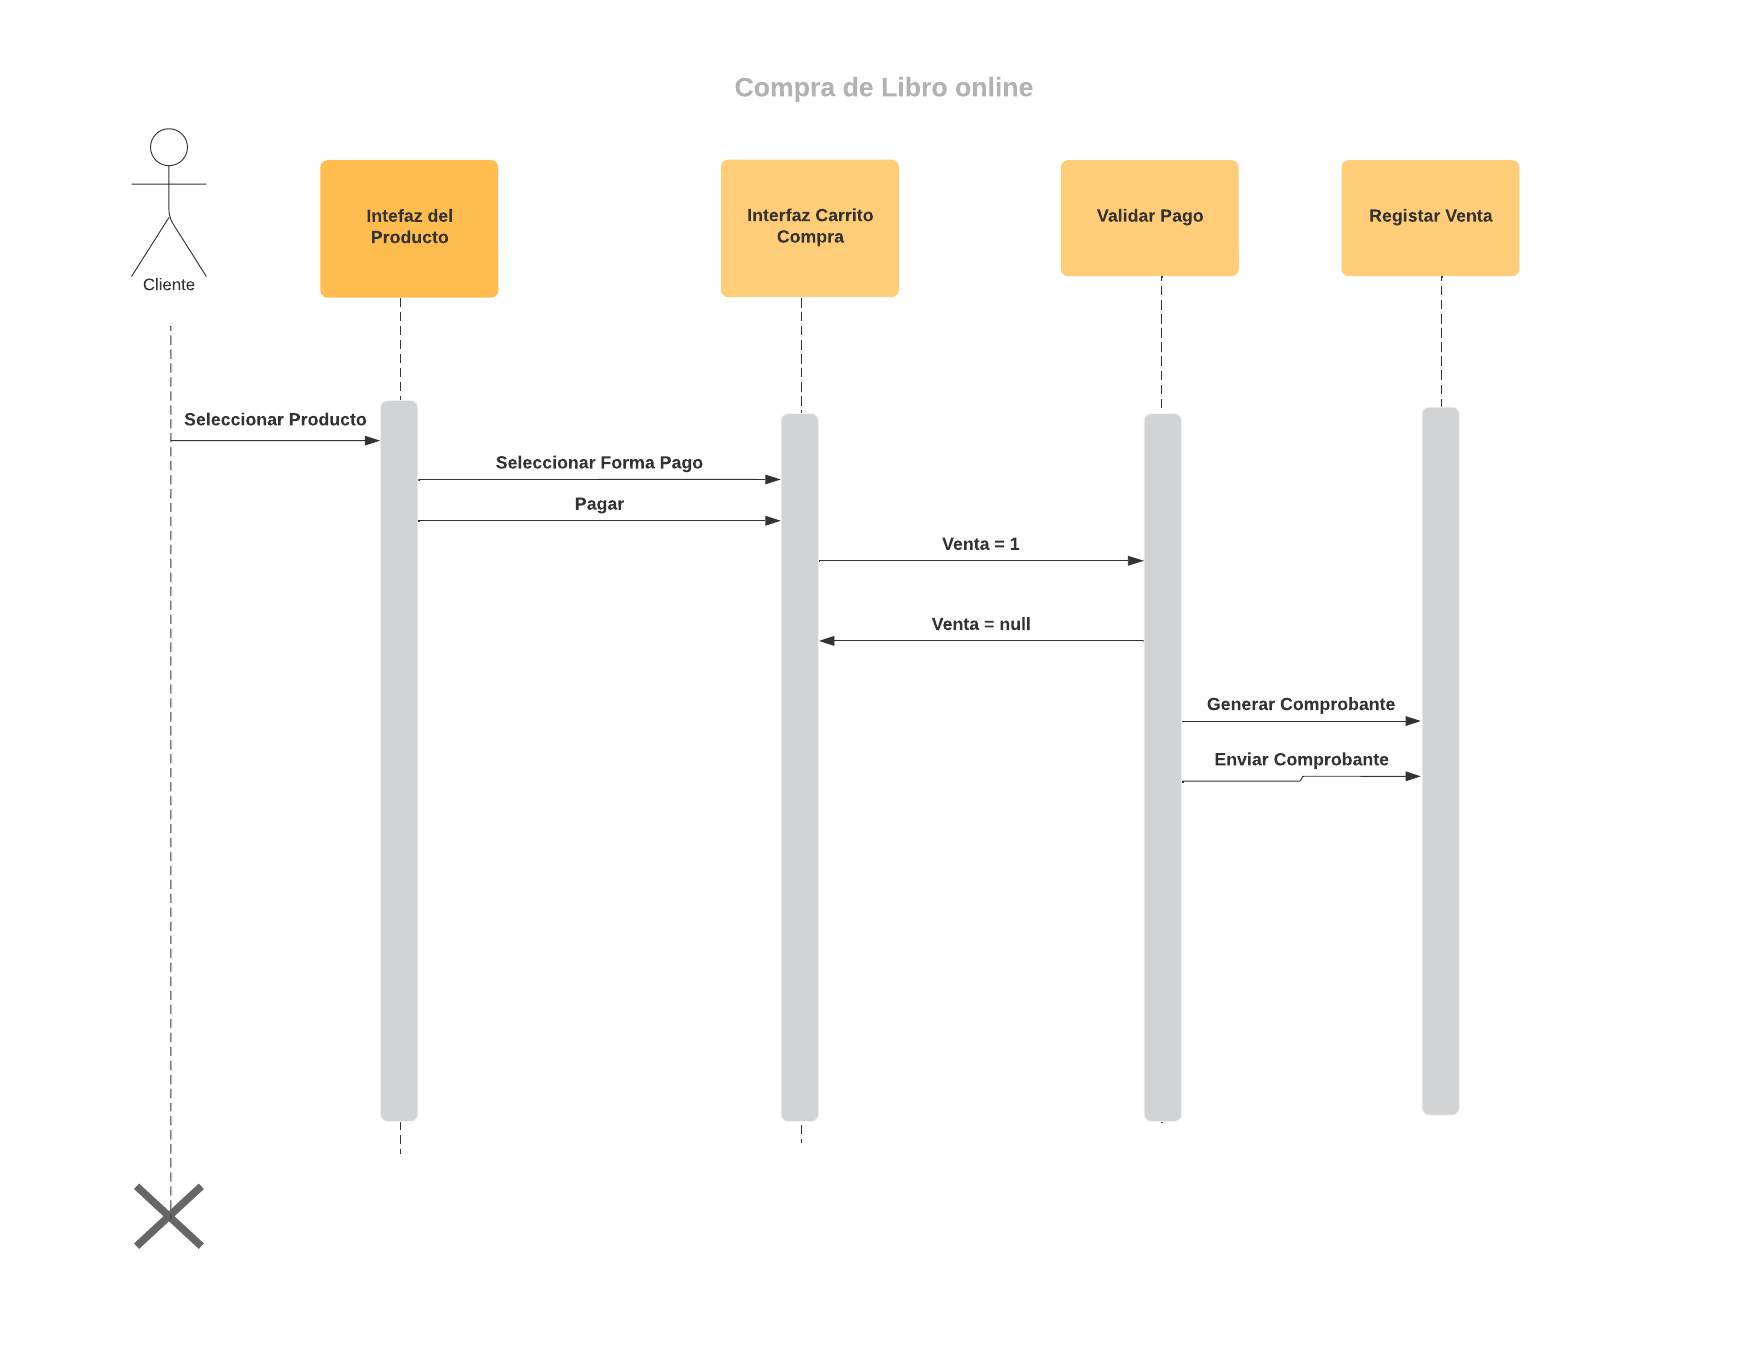 Compra de Libro online
Cliente
Intefaz del
Producto
Interfaz Carrito
Compra
Validar Pago
Registar Venta
Seleccionar Producto
Seleccionar Forma Pago
Pagar
Venta = 1
Venta = null
Generar Comprobante
Enviar Comprobante